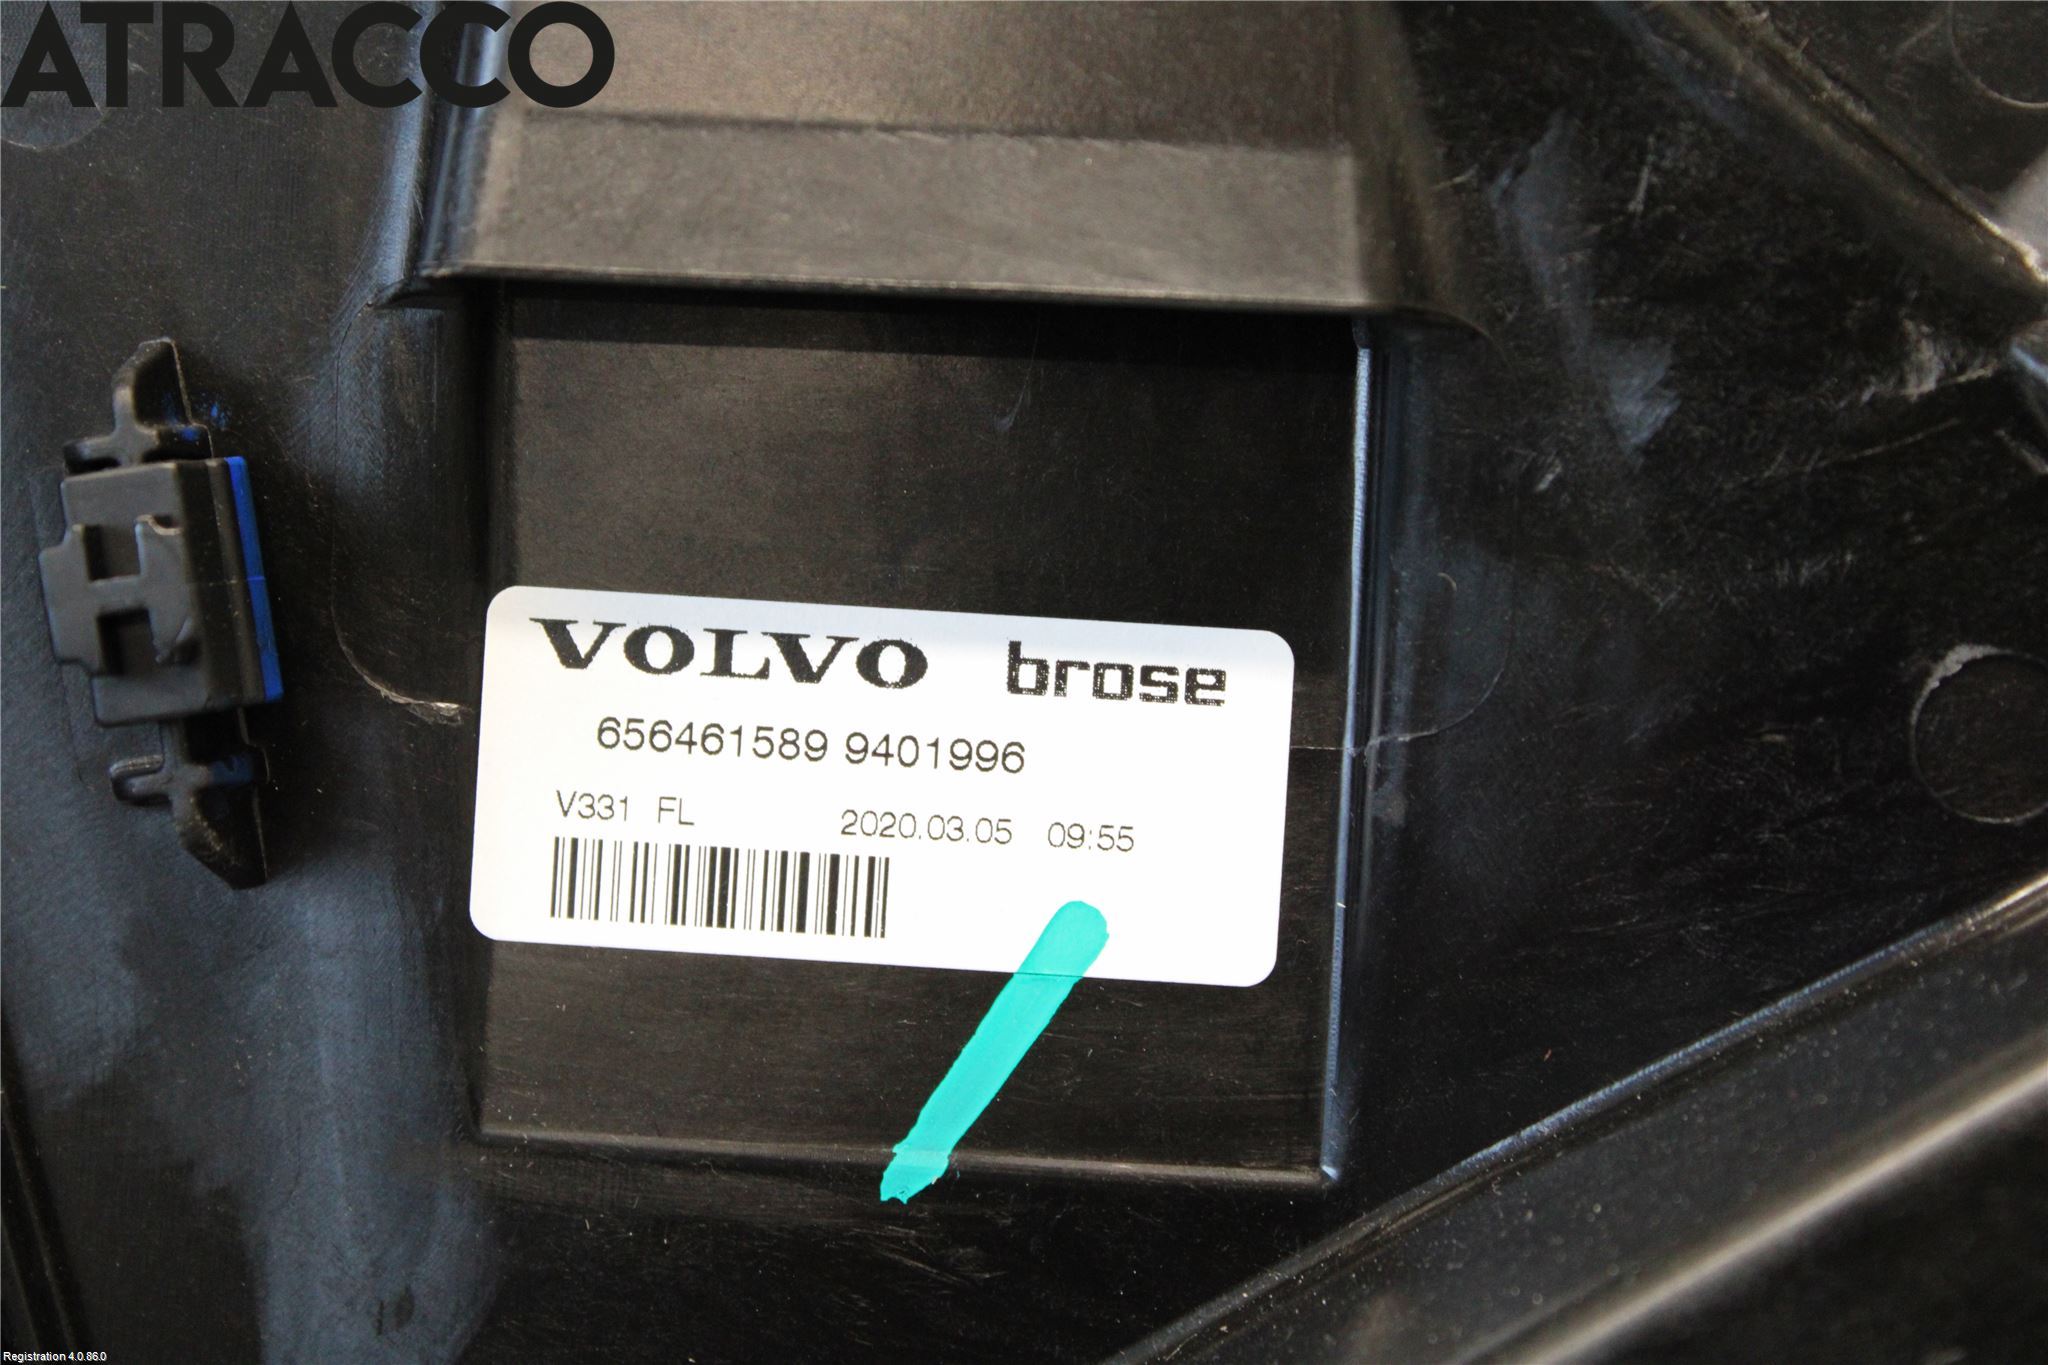 ATRACCO
VOLVO brose
656461589 9401996
V331 FL 2020.03.05 09:55
Registration 4.0.86.0